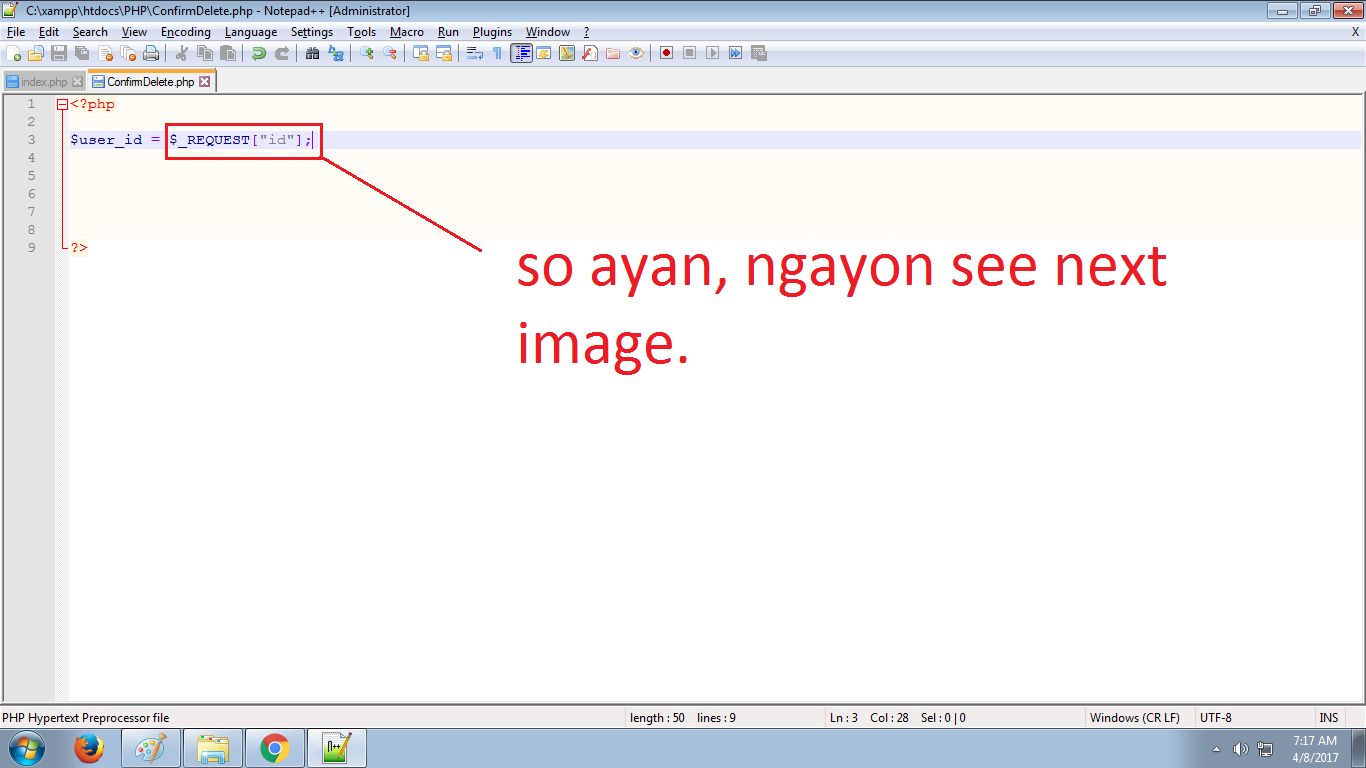 C:\xampp\htdocs\PHP\ConfirmDelete.php - Notepad++ [Administrator]
File Edit Search View Encoding Language Settings Tools Macro Run Plugins Window ? X
index.php ConfirmDelete.php
1 <?php
2
3 $user_id = $_REQUEST["id"];
4
5
6
7
8
9 ?>
so ayan, ngayon see next
image.
PHP Hypertext Preprocessor file length : 50 lines : 9 Ln : 3 Col : 28 Sel : 0 | 0 Windows (CR LF) UTF-8 INS
7:17 AM
4/8/2017